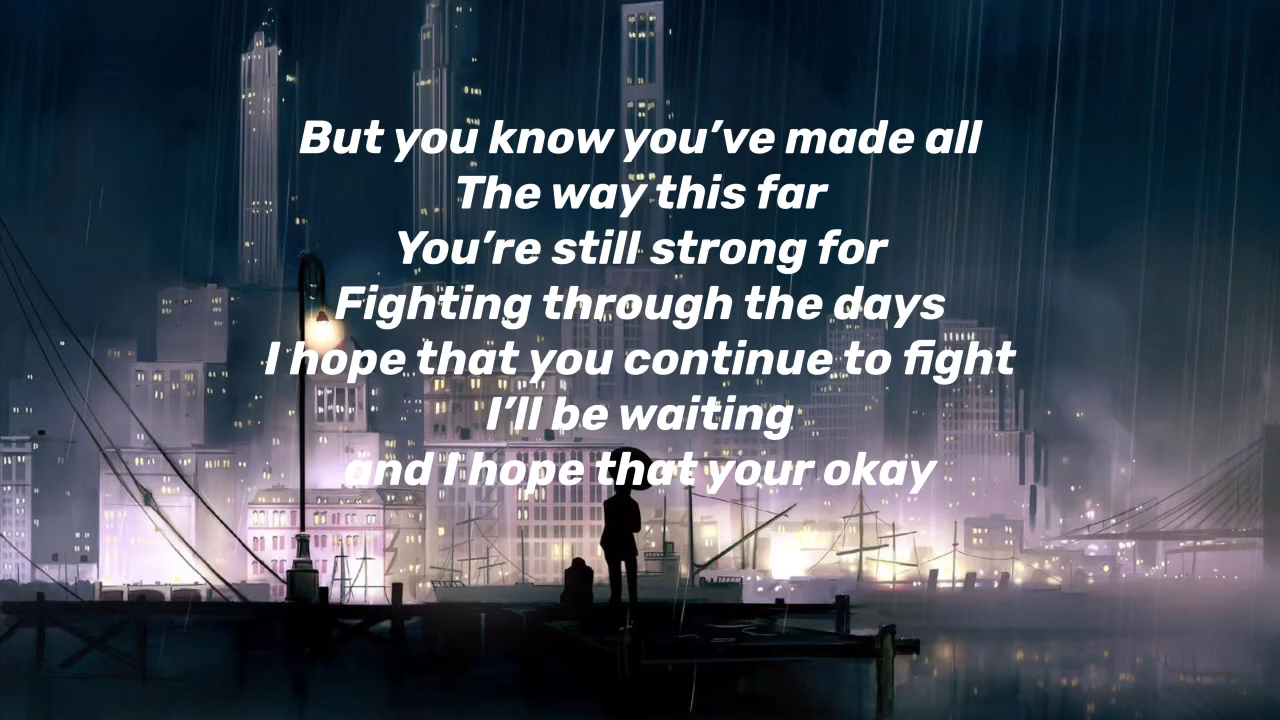 But you know you’ve made all
The way this far
You’re still strong for
Fighting through the days
I hope that you continue to fight
I’ll be waiting
and I hope that your okay